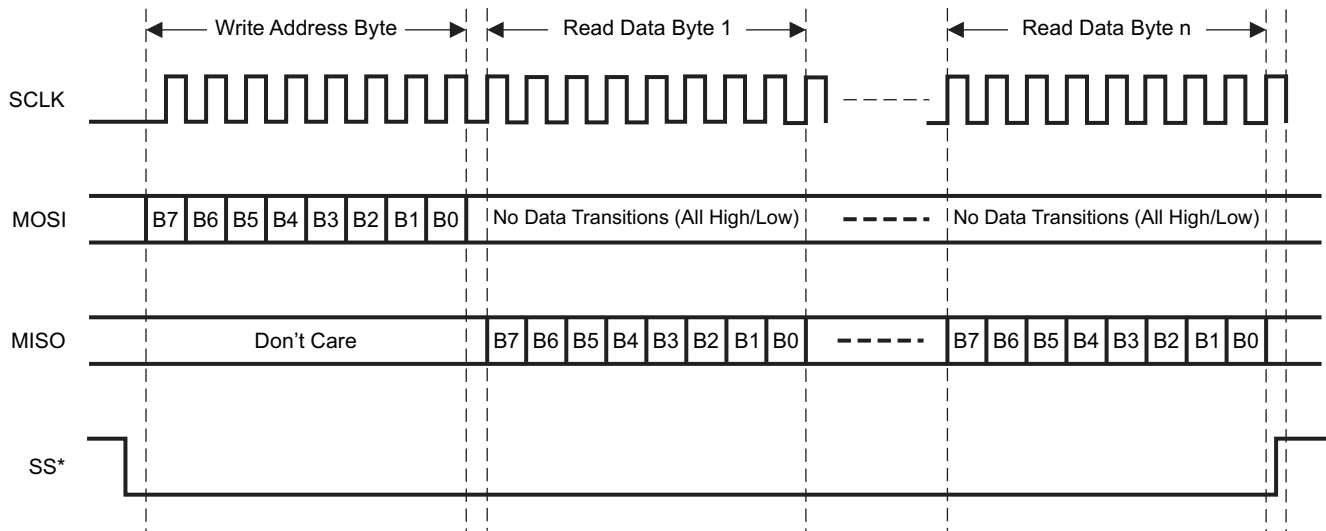 Write Address Byte Read Data Byte 1 Read Data Byte n
SCLK
MOSI B7 B6 B5 B4 B3 B2 B1 B0 No Data Transitions (All High/Low) No Data Transitions (All High/Low)
MISO Don't Care B7 B6 B5 B4 B3 B2 B1 B0 B7 B6 B5 B4 B3 B2 B1 B0
SS*